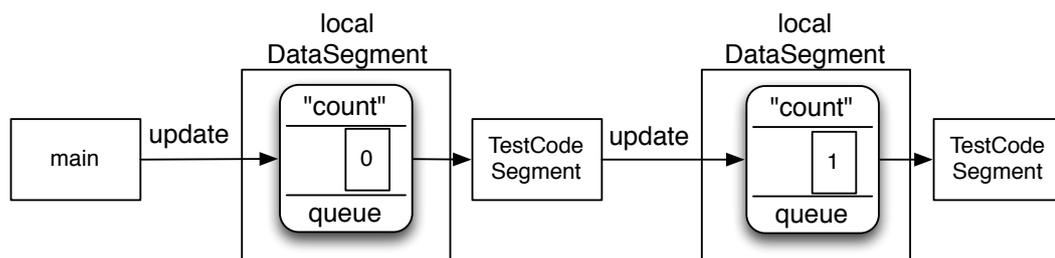 local
DataSegment
"count"
0
queue
main
update
TestCode
Segment
update
local
DataSegment
"count"
1
queue
TestCode
Segment